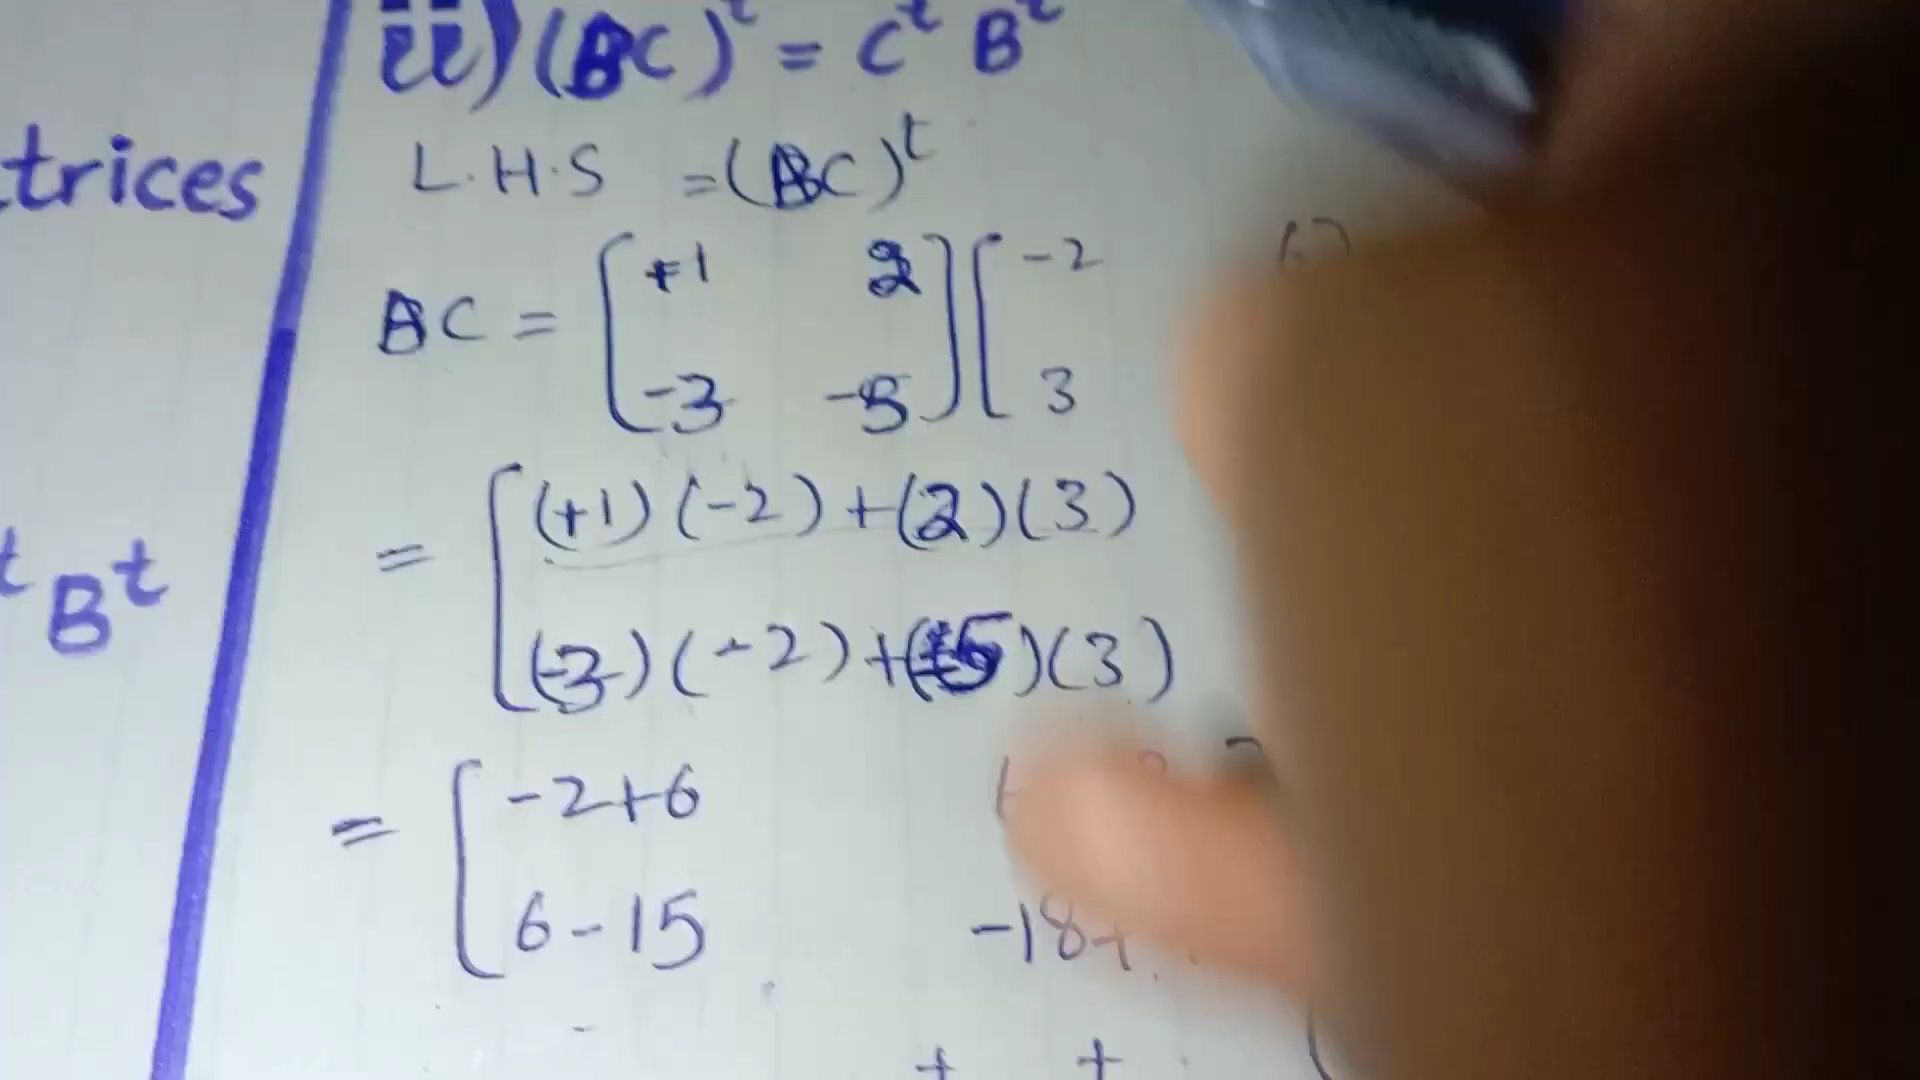 ii) (BC)^t = C^t B^t
trices
L.H.S = (BC)^t
BC = [+1 2 [-2 6
-3 -5] 3
= [(+1)(-2)+(2)(3)
^t B^t
(-3)(-2)+(-5)(3)
= [-2+6
6-15 -18+
+ +